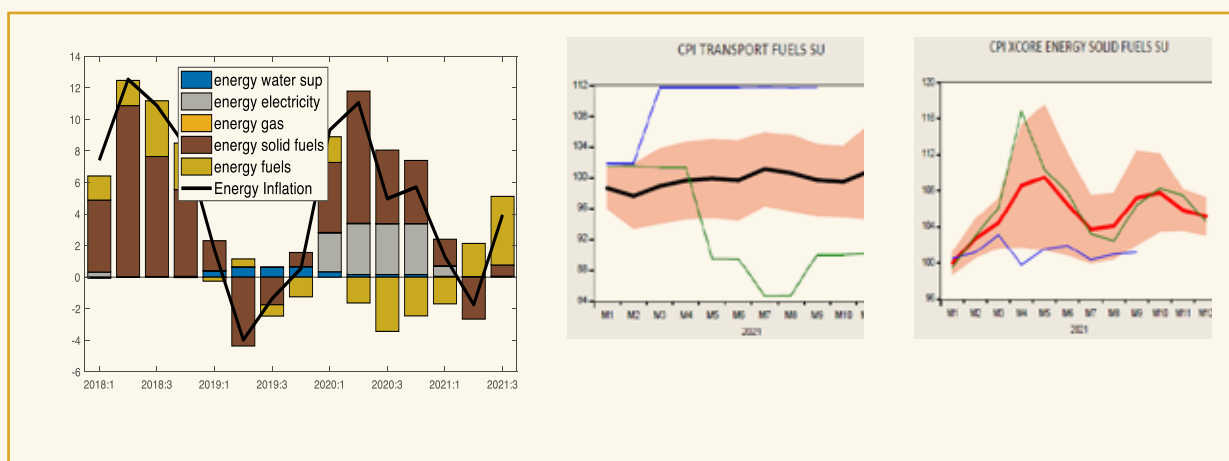 14
12
10
8
6
4
2
0
-2
-4
-6
2018:1 2018:3 2019:1 2019:3 2020:1 2020:3 2021:1 2021:3
energy water sup
energy electricity
energy gas
energy solid fuels
energy fuels
Energy Inflation
CPI TRANSPORT FUELS SU
112
108
104
100
96
92
88
84
M1 M2 M3 M4 M5 M6 M7 M8 M9 M10
2021
CPI XCORE ENERGY SOLID FUELS SU
120
116
112
108
104
100
96
M1 M2 M3 M4 M5 M6 M7 M8 M9 M10 M11 M12
2021